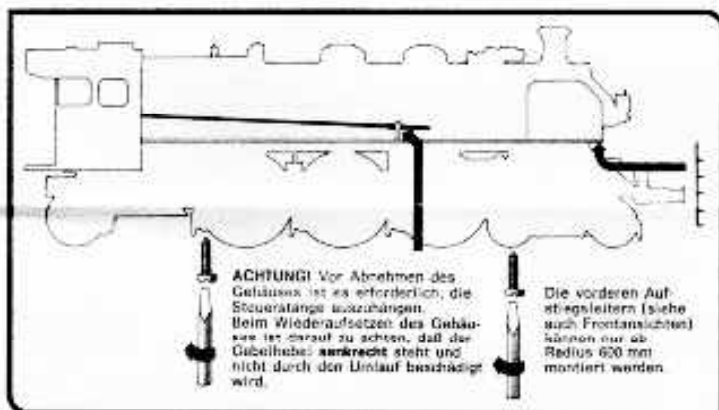 ACHTUNG! Vor Abnehmen des
Gehäuses ist es erforderlich, die
Steuerstange auszuhängen.
Beim Wiederaufsetzen des Gehäu-
ses ist darauf zu achten, daß der
Gabelhebel senkrecht steht und
nicht durch den Umlauf beschädigt
wird.
Die vorderen Auf-
stiegsleitern (siehe
auch Frontansichten)
können nur ab
Radius 600 mm
montiert werden.